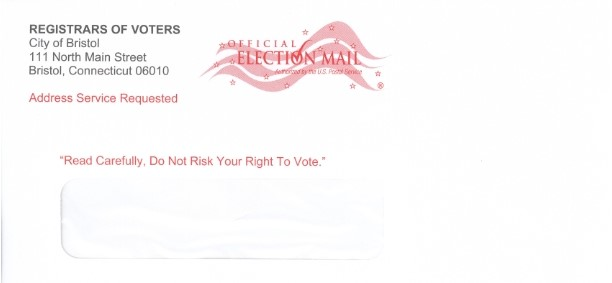 REGISTRARS OF VOTERS
City of Bristol
111 North Main Street
Bristol, Connecticut 06010
Address Service Requested
OFFICIAL
ELECTION MAIL
Authorized by the U.S. Postal Service
®
"Read Carefully, Do Not Risk Your Right To Vote."